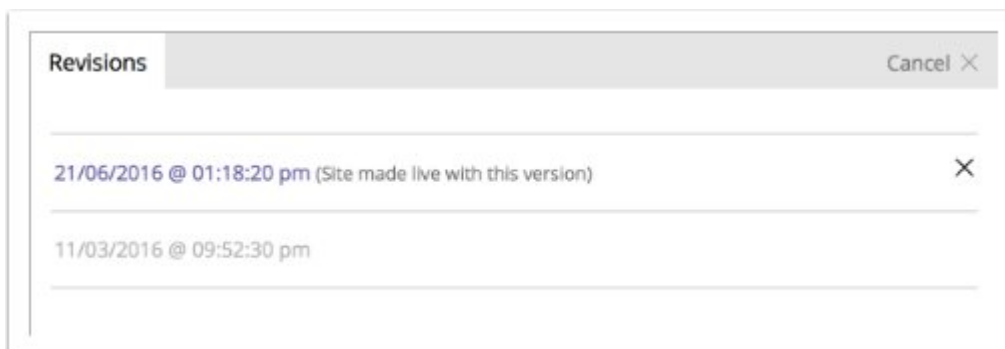 Revisions
Cancel ×
21/06/2016 @ 01:18:20 pm (Site made live with this version)
11/03/2016 @ 09:52:30 pm